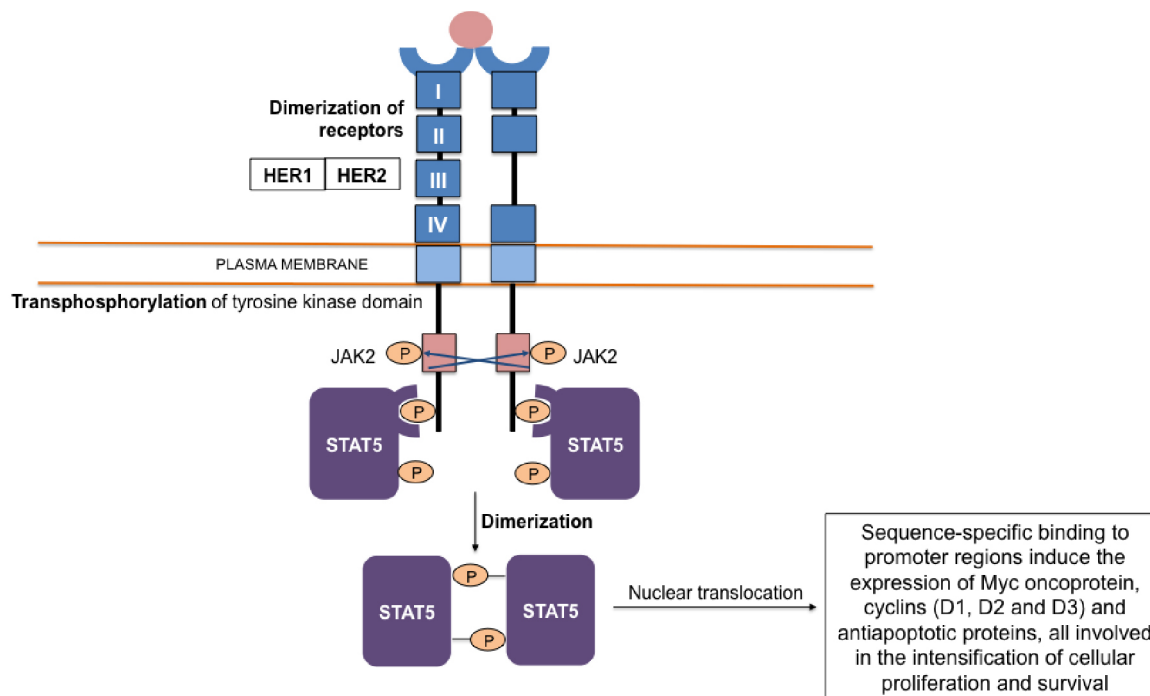 I
Dimerization of
receptors
II
HER1 HER2
III
IV
PLASMA MEMBRANE
Transphosphorylation of tyrosine kinase domain
JAK2 P P JAK2
P P
STAT5 STAT5
P P
Dimerization
P
STAT5 STAT5
P
Nuclear translocation
Sequence-specific binding to
promoter regions induce the
expression of Myc oncoprotein,
cyclins (D1, D2 and D3) and
antiapoptotic proteins, all involved
in the intensification of cellular
proliferation and survival